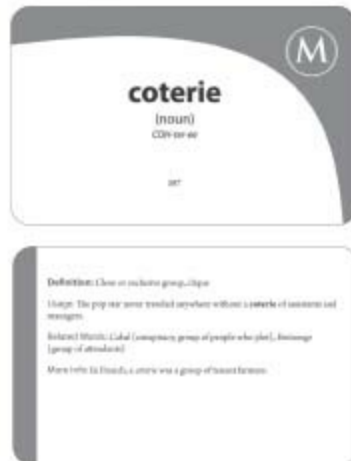 M
coterie
(noun)
COH-ter-ee
Definition: Close or exclusive group, clique
Usage: The pop star never traveled anywhere without a coterie of assistants and
managers.
Related Words: Cabal (conspiracy, group of people who plot), Entourage
(group of attendants)
More Info: In French, a coterie was a group of tenant farmers.